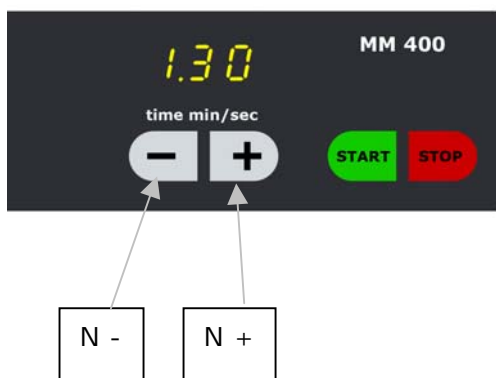 1.30
MM 400
time min/sec
− +
START STOP
N - N +